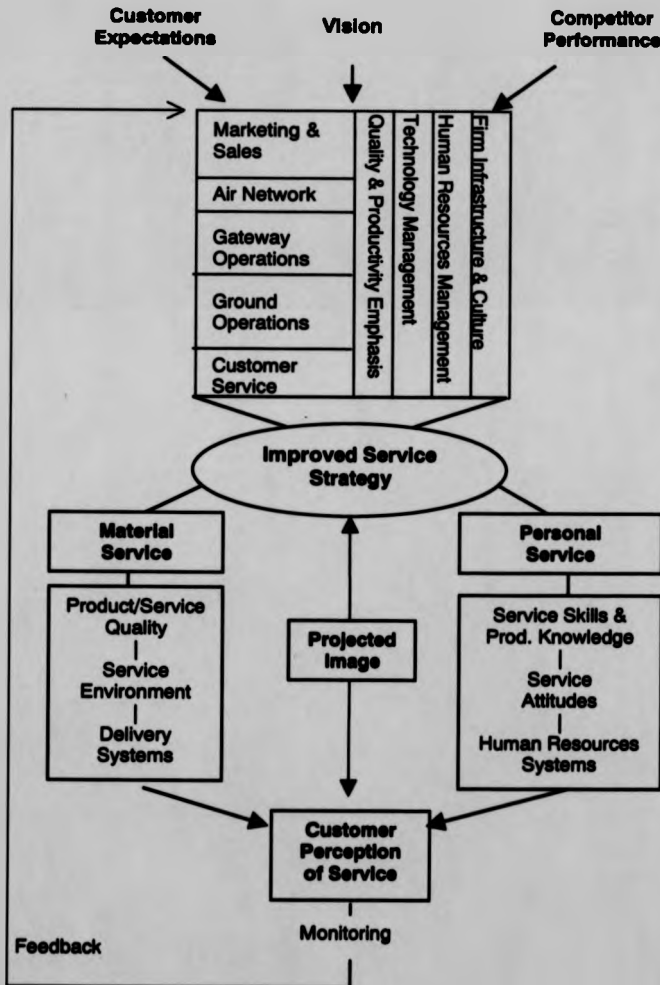 Customer
Expectations
Vision
Competitor
Performance
Marketing &
Sales
Air Network
Gateway
Operations
Ground
Operations
Customer
Service
Quality & Productivity Emphasis
Technology Management
Human Resources Management
Firm Infrastructure & Culture
Improved Service
Strategy
Material
Service
Personal
Service
Product/Service
Quality
Service
Environment
Delivery
Systems
Projected
Image
Service Skills &
Prod. Knowledge
Service
Attitudes
Human Resources
Systems
Customer
Perception
of Service
Monitoring
Feedback